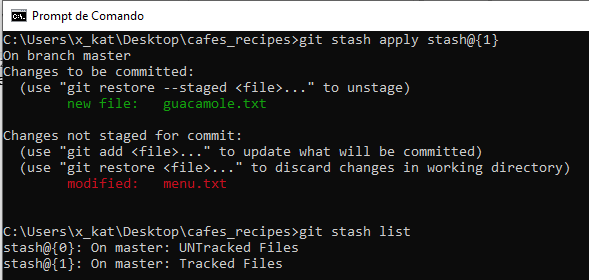 Prompt de Comando
C:\Users\x_kat\Desktop\cafes_recipes>git stash apply stash@{1}
On branch master
Changes to be committed:
  (use "git restore --staged <file>..." to unstage)
        new file:   guacamole.txt

Changes not staged for commit:
  (use "git add <file>..." to update what will be committed)
  (use "git restore <file>..." to discard changes in working directory)
        modified:   menu.txt

C:\Users\x_kat\Desktop\cafes_recipes>git stash list
stash@{0}: On master: UNTracked Files
stash@{1}: On master: Tracked Files